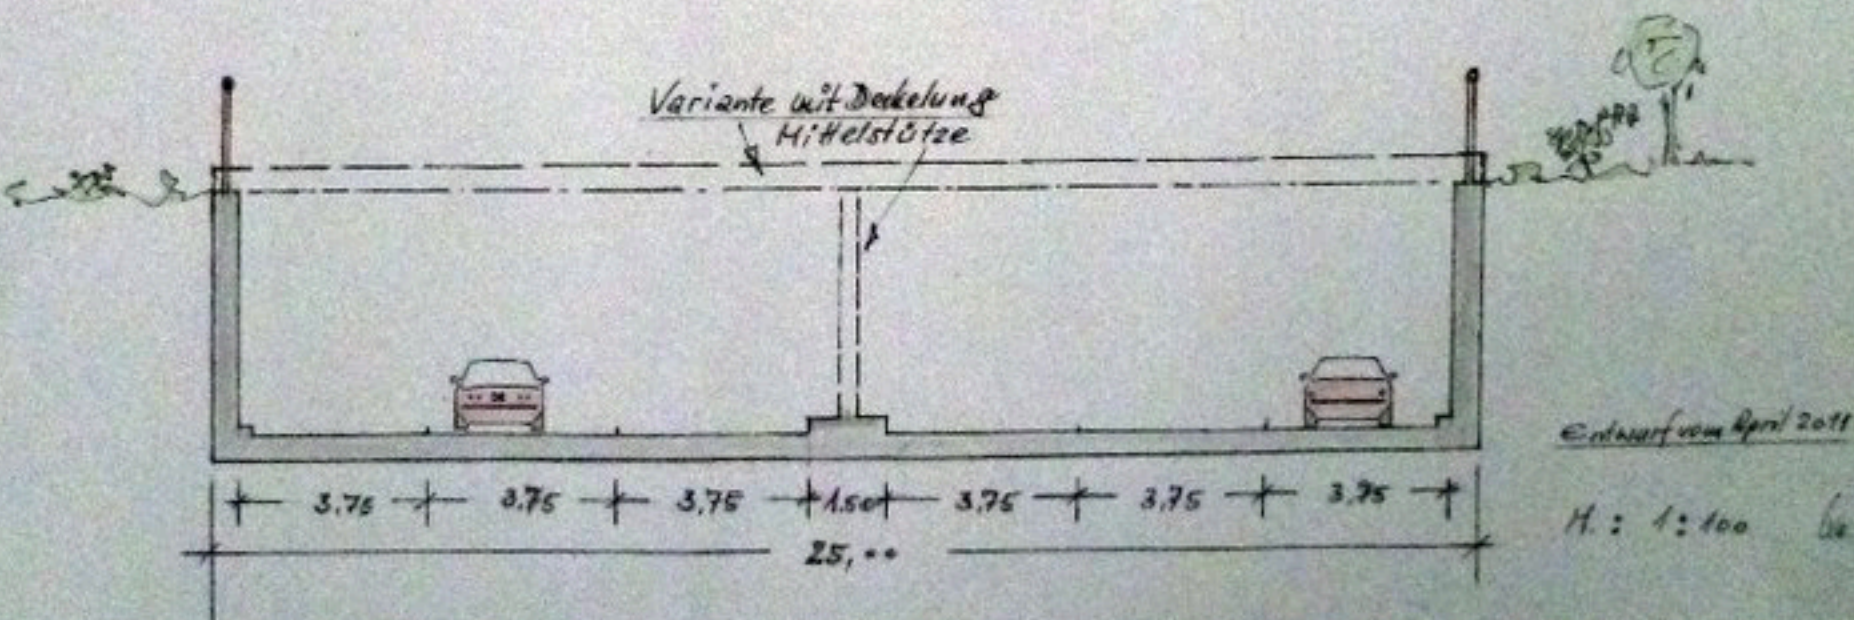 Variante mit Deckelung
Mittelstütze
3.75 3.75 3.75 1.50 3.75 3.75 3.75
25,00
Entwurf vom April 2011
M.: 1:100